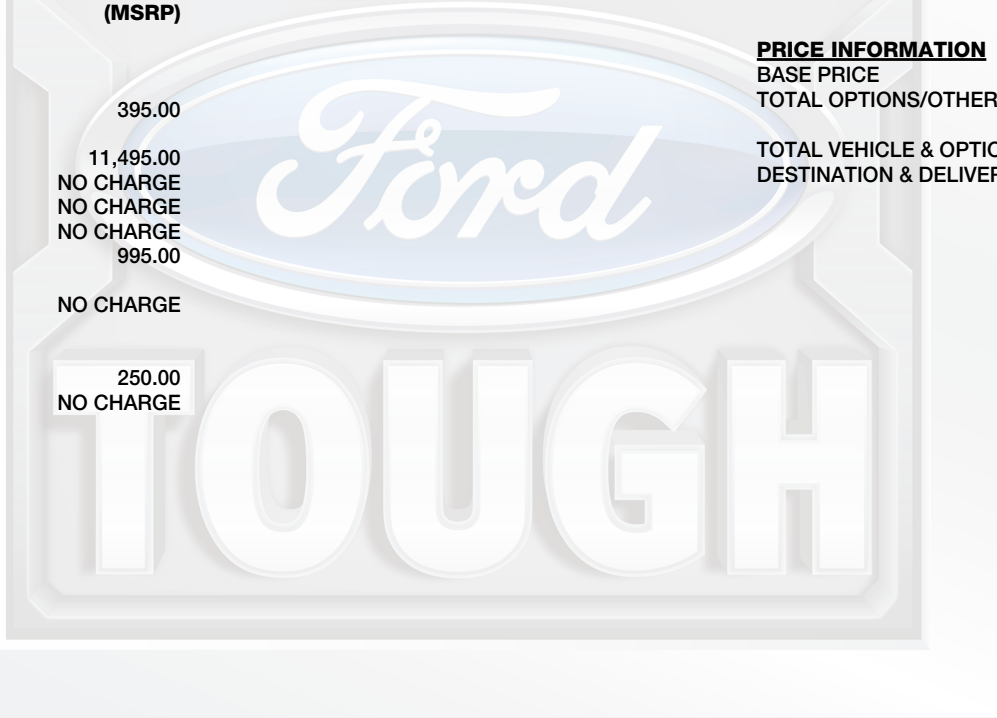 (MSRP)
395.00
11,495.00
NO CHARGE
NO CHARGE
NO CHARGE
995.00
NO CHARGE
250.00
NO CHARGE
PRICE INFORMATION
BASE PRICE
TOTAL OPTIONS/OTHER
TOTAL VEHICLE & OPTIO
DESTINATION & DELIVER
Ford
TOUGH